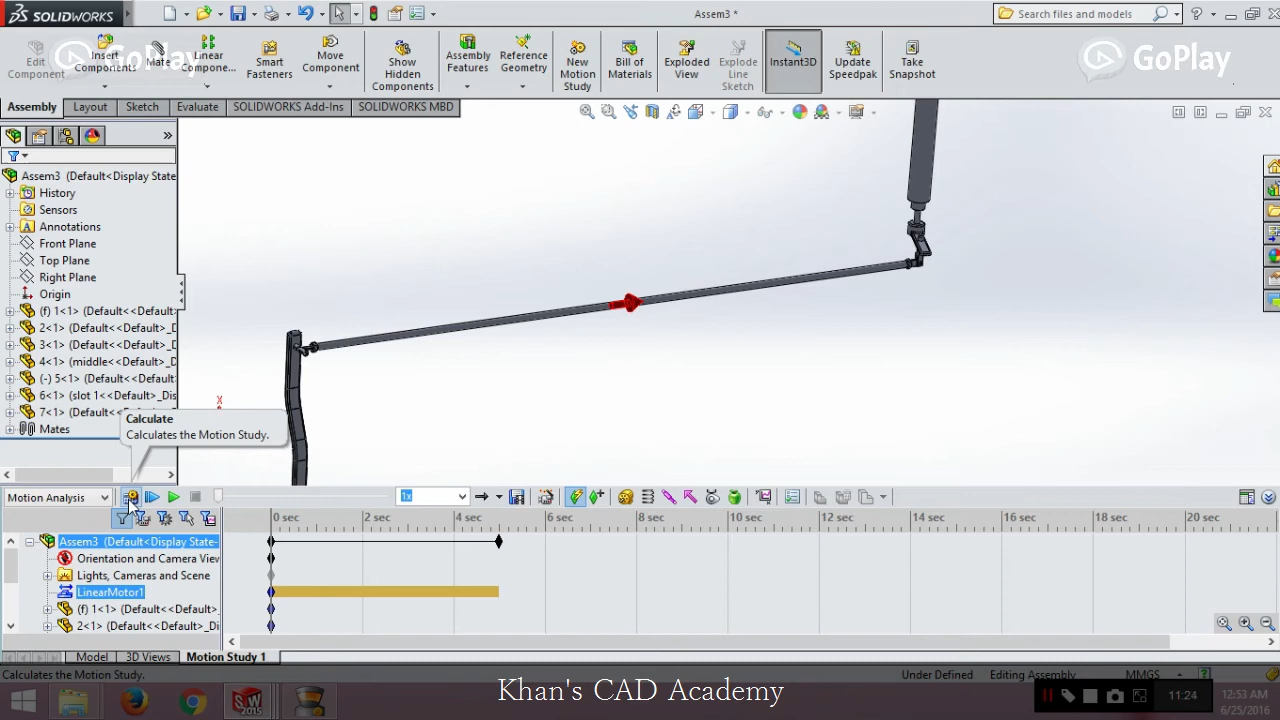 SOLIDWORKS
Assem3 *
Search files and models
Edit Component
Insert Components
Mate
Linear Compone...
Smart Fasteners
Move Component
Show Hidden Components
Assembly Features
Reference Geometry
New Motion Study
Bill of Materials
Exploded View
Explode Line Sketch
Instant3D
Update Speedpak
Take Snapshot
GoPlay
GoPlay
Assembly Layout Sketch Evaluate SOLIDWORKS Add-Ins SOLIDWORKS MBD
Assem3 (Default<Display State
History
Sensors
Annotations
Front Plane
Top Plane
Right Plane
Origin
(f) 1<1> (Default<<Default>
2<1> (Default<<Default>_D
3<1> (Default<<Default>_D
4<1> (middle<<Default>_D
(-) 5<1> (Default<<Default>
6<1> (slot 1<<Default>_Dis
7<1> (Default<<Default>_D
Mates
X
Calculate
Calculates the Motion Study.
Motion Analysis
1x
0 sec 2 sec 4 sec 6 sec 8 sec 10 sec 12 sec 14 sec 16 sec 18 sec 20 sec
Assem3 (Default<Display State-
Orientation and Camera View
Lights, Cameras and Scene
LinearMotor1
(f) 1<1> (Default<<Default>_
2<1> (Default<<Default>_Di
Model 3D Views Motion Study 1
Calculates the Motion Study.
Under Defined Editing Assembly MMGS
Khan's CAD Academy
SW 2015
11:24
12:53 AM
6/25/2016